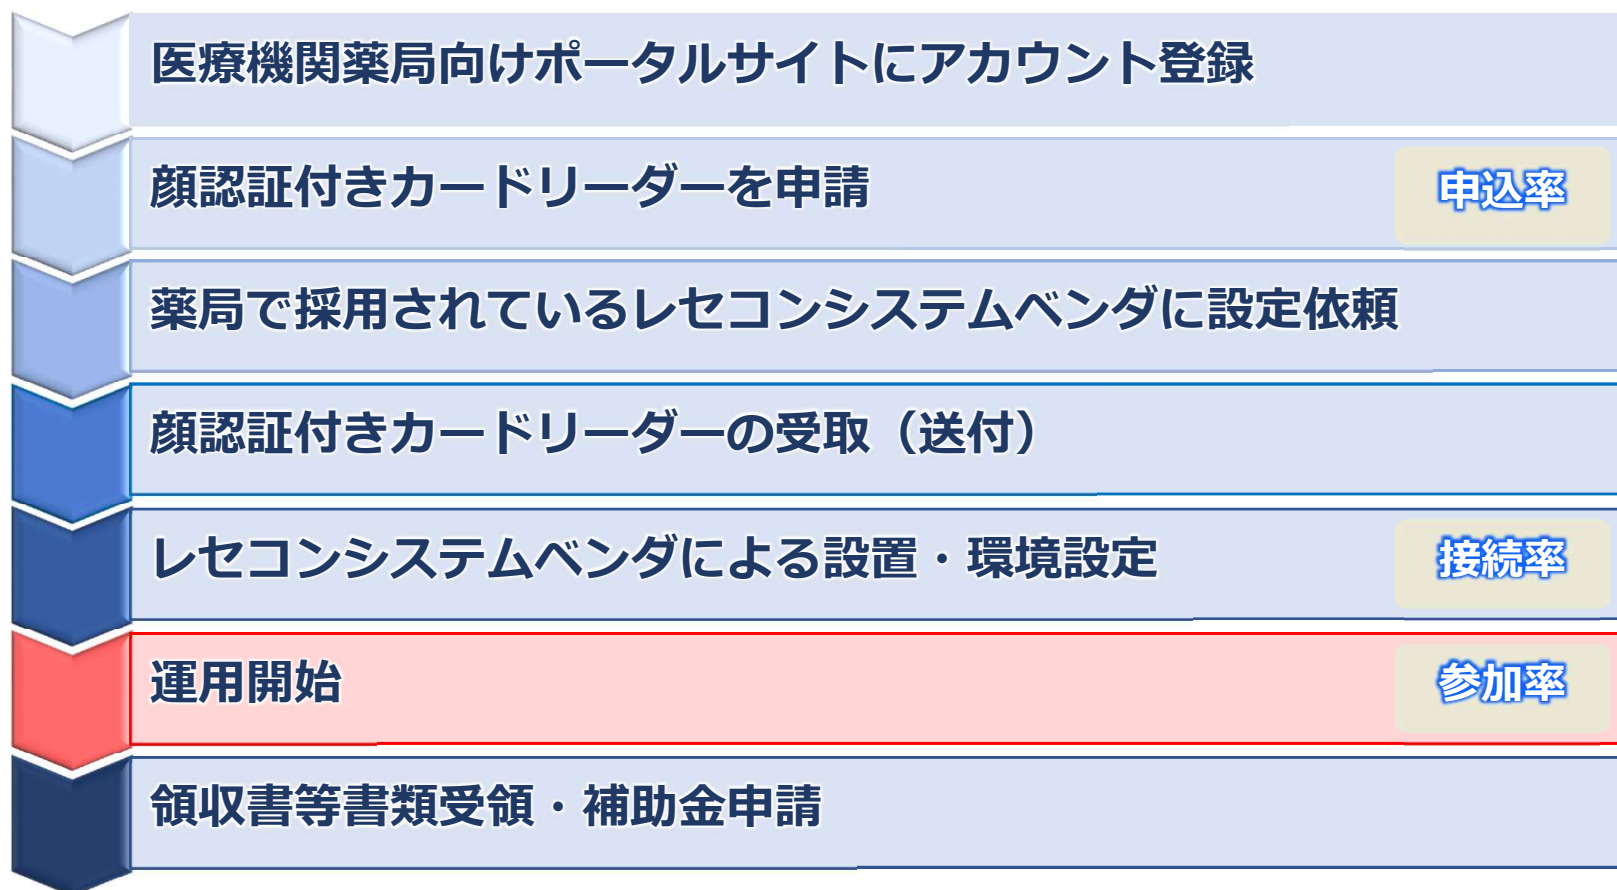 医療機関薬局向けポータルサイトにアカウント登録
顔認証付きカードリーダーを申請
申込率
薬局で採用されているレセコンシステムベンダに設定依頼
顔認証付きカードリーダーの受取（送付）
レセコンシステムベンダによる設置・環境設定
接続率
運用開始
参加率
領収書等書類受領・補助金申請